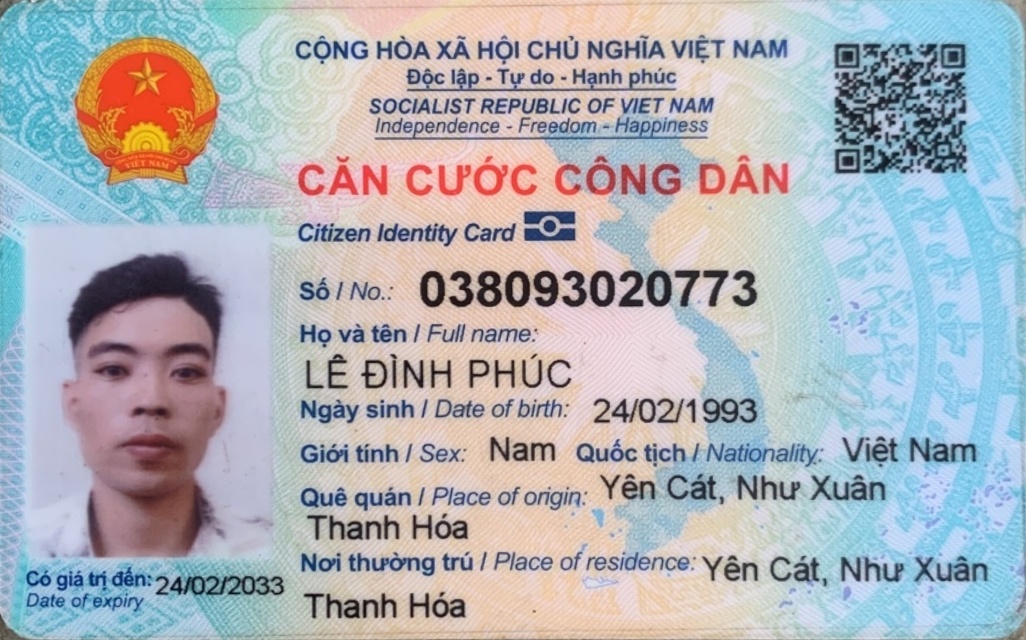 CỘNG HÒA XÃ HỘI CHỦ NGHĨA VIỆT NAM
Độc lập - Tự do - Hạnh phúc
SOCIALIST REPUBLIC OF VIET NAM
Independence - Freedom - Happiness
CĂN CƯỚC CÔNG DÂN
Citizen Identity Card
Số / No.: 038093020773
Họ và tên / Full name:
LÊ ĐÌNH PHÚC
Ngày sinh / Date of birth: 24/02/1993
Giới tính / Sex: Nam Quốc tịch / Nationality: Việt Nam
Quê quán / Place of origin: Yên Cát, Như Xuân
Thanh Hóa
Nơi thường trú / Place of residence: Yên Cát, Như Xuân
Thanh Hóa
Có giá trị đến: 24/02/2033
Date of expiry
VIỆT NAM